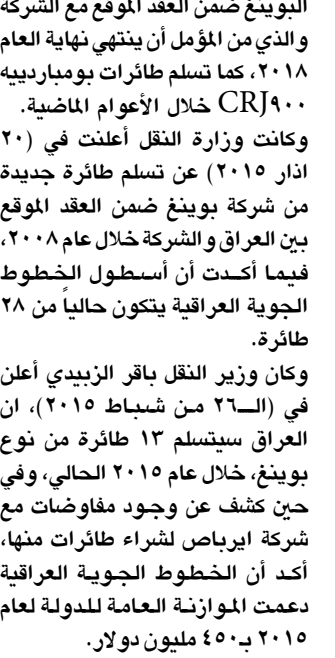 البوينغ ضمن العقد الموقع مع الشركة
والذي من المؤمل أن ينتهي نهاية العام
٢٠١٨، كما تسلم طائرات بومبارديبه
CRJ٩٠٠ خلال الأعوام الماضية.
وكانت وزارة النقل أعلنت في (٢٠
اذار ٢٠١٥) عن تسلم طائرة جديدة
من شركة بوينغ ضمن العقد الموقع
بين العراق والشركة خلال عام ٢٠٠٨،
فيما أكدت أن أسطول الخطوط
الجوية العراقية يتكون حالياً من ٢٨
طائرة.
وكان وزير النقل باقر الزبيدي أعلن
في (الـ٢٦ من شباط ٢٠١٥)، ان
العراق سيتسلم ١٣ طائرة من نوع
بوينغ، خلال عام ٢٠١٥ الحالي، وفي
حين كشف عن وجود مفاوضات مع
شركة ايرباص لشراء طائرات منها،
أكد أن الخطوط الجوية العراقية
دعمت الموازنة العامة للدولة لعام
٢٠١٥ بـ٤٥٠ مليون دولار.